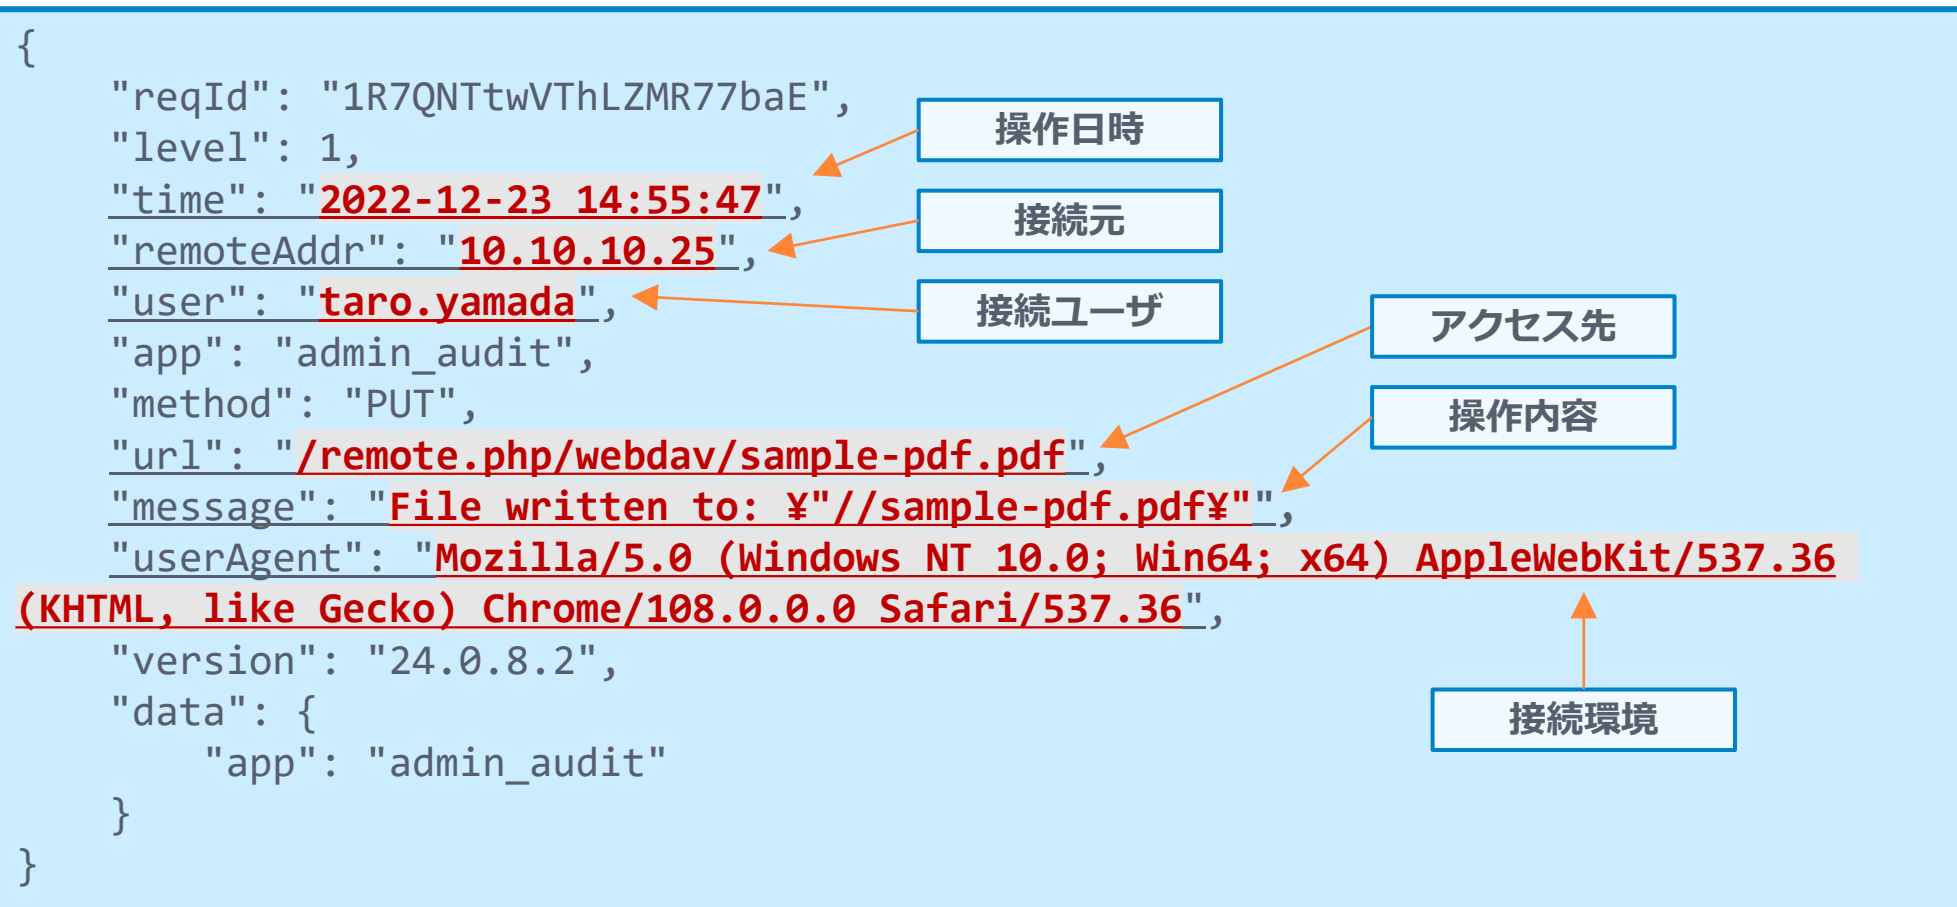 {
"reqId": "1R7QNTtwVThLZMR77baE",
操作日時
"level": 1,
"time": "2022-12-23 14:55:47",
接続元
"remoteAddr": "10.10.10.25",
"user": "taro.yamada",
接続ユーザ
アクセス先
"app": "admin_audit",
"method": "PUT",
操作内容
"url": "/remote.php/webdav/sample-pdf.pdf",
"message": "File written to: ¥"//sample-pdf.pdf¥"",
"userAgent": "Mozilla/5.0 (Windows NT 10.0; Win64; x64) AppleWebKit/537.36
(KHTML, like Gecko) Chrome/108.0.0.0 Safari/537.36",
"version": "24.0.8.2",
"data": {
接続環境
"app": "admin_audit"
}
}